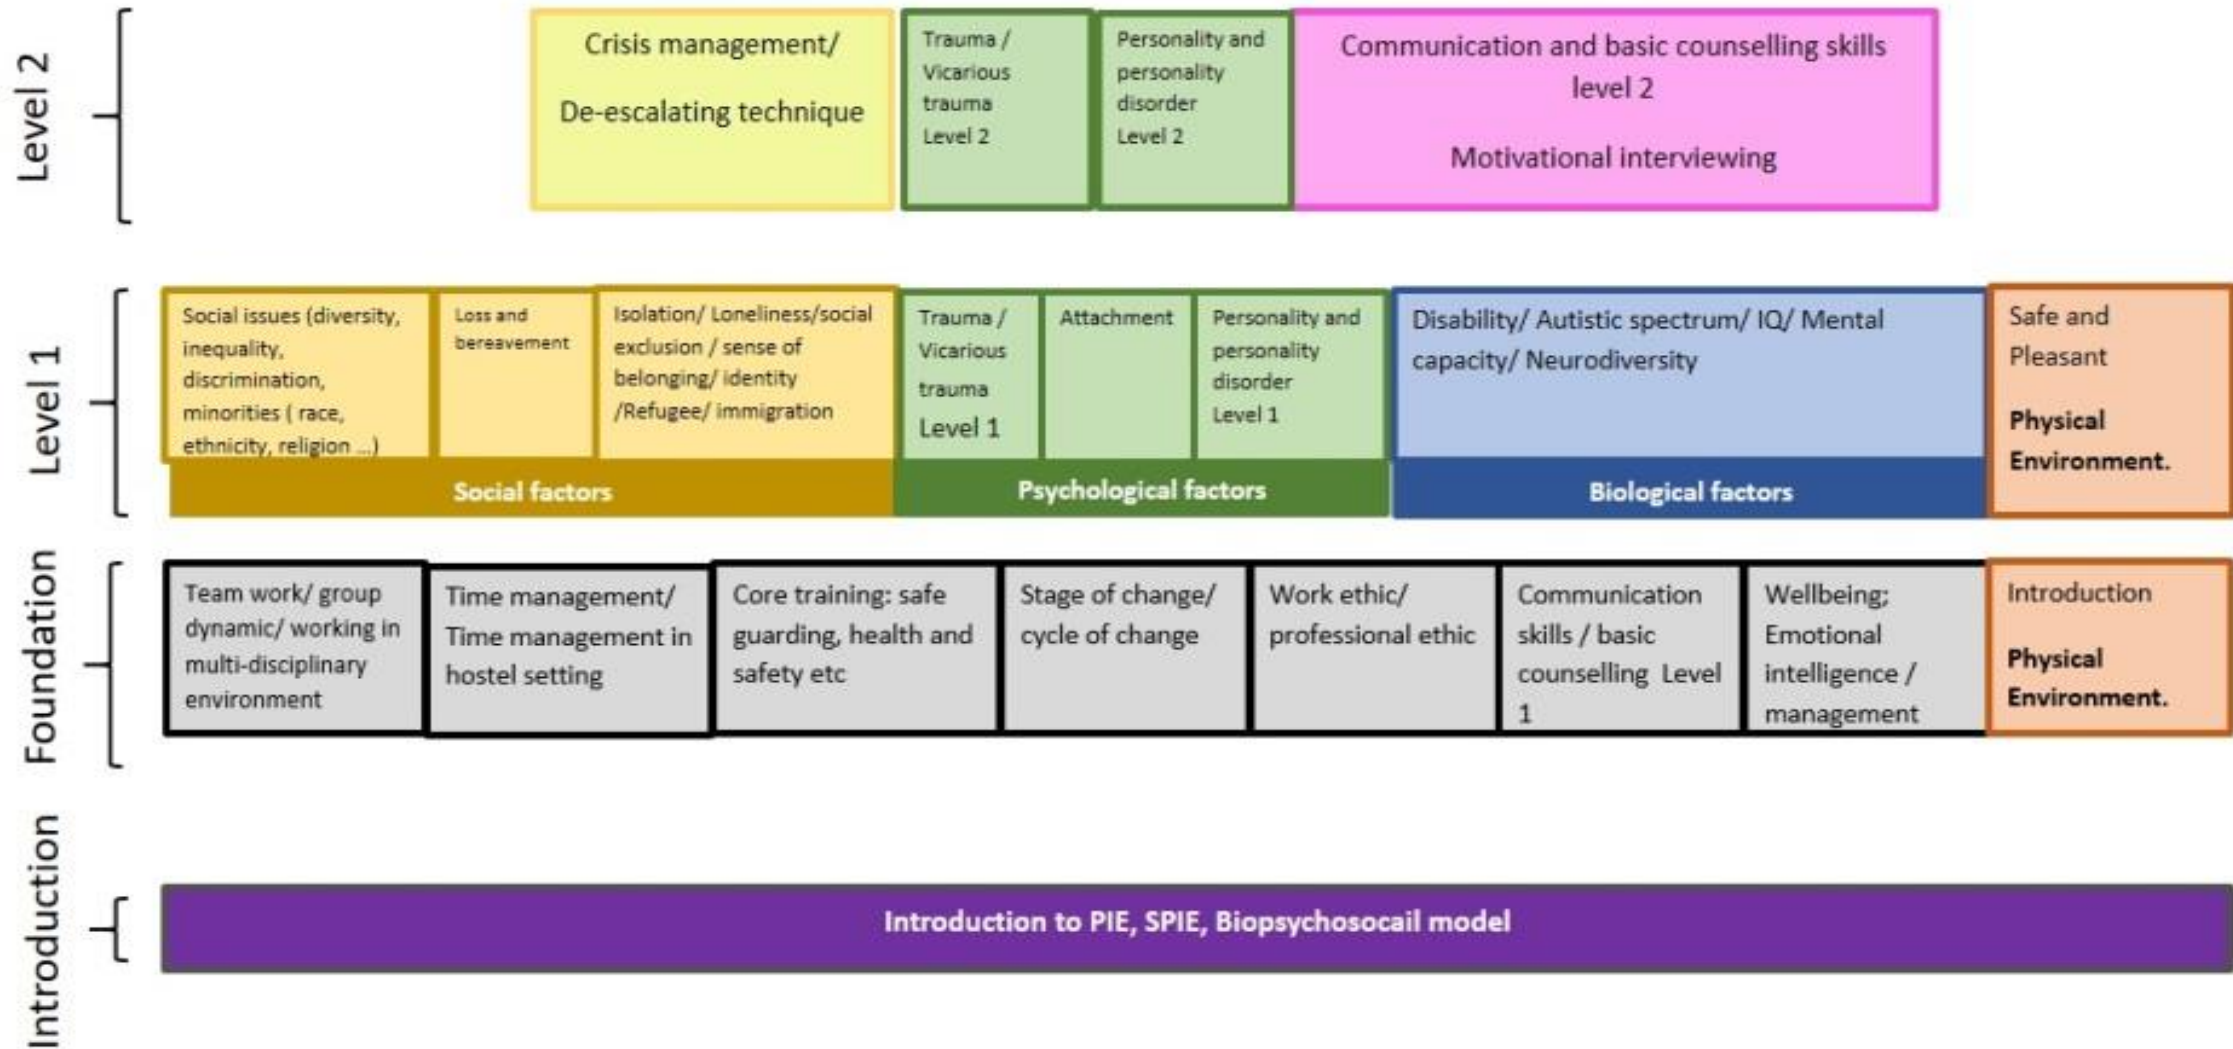 Level 2
Crisis management/
De-escalating technique
Trauma /
Vicarious
trauma
Level 2
Personality and
personality
disorder
Level 2
Communication and basic counselling skills
level 2
Motivational interviewing
Level 1
Social issues (diversity,
inequality,
discrimination,
minorities ( race,
ethnicity, religion ...)
Loss and
bereavement
Isolation/ Loneliness/social
exclusion / sense of
belonging/ identity
/Refugee/ immigration
Social factors
Trauma /
Vicarious
trauma
Level 1
Attachment
Personality and
personality
disorder
Level 1
Psychological factors
Disability/ Autistic spectrum/ IQ/ Mental
capacity/ Neurodiversity
Biological factors
Safe and
Pleasant
Physical
Environment.
Foundation
Team work/ group
dynamic/ working in
multi-disciplinary
environment
Time management/
Time management in
hostel setting
Core training: safe
guarding, health and
safety etc
Stage of change/
cycle of change
Work ethic/
professional ethic
Communication
skills / basic
counselling Level
1
Wellbeing;
Emotional
intelligence /
management
Introduction
Physical
Environment.
Introduction
Introduction to PIE, SPIE, Biopsychosocail model